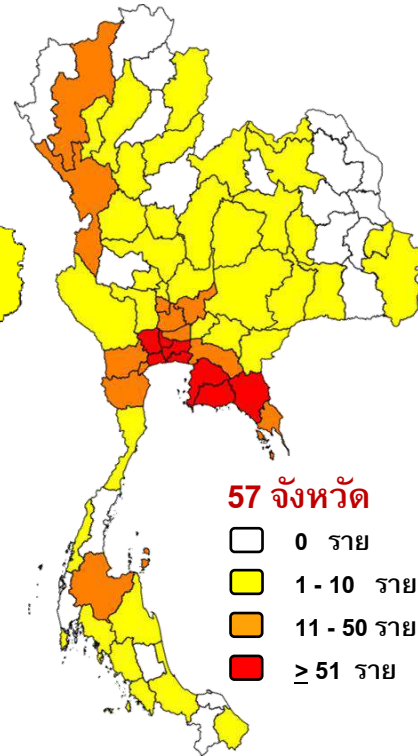 57 จังหวัด
0 ราย
1 - 10 ราย
11 - 50 ราย
> 51 ราย